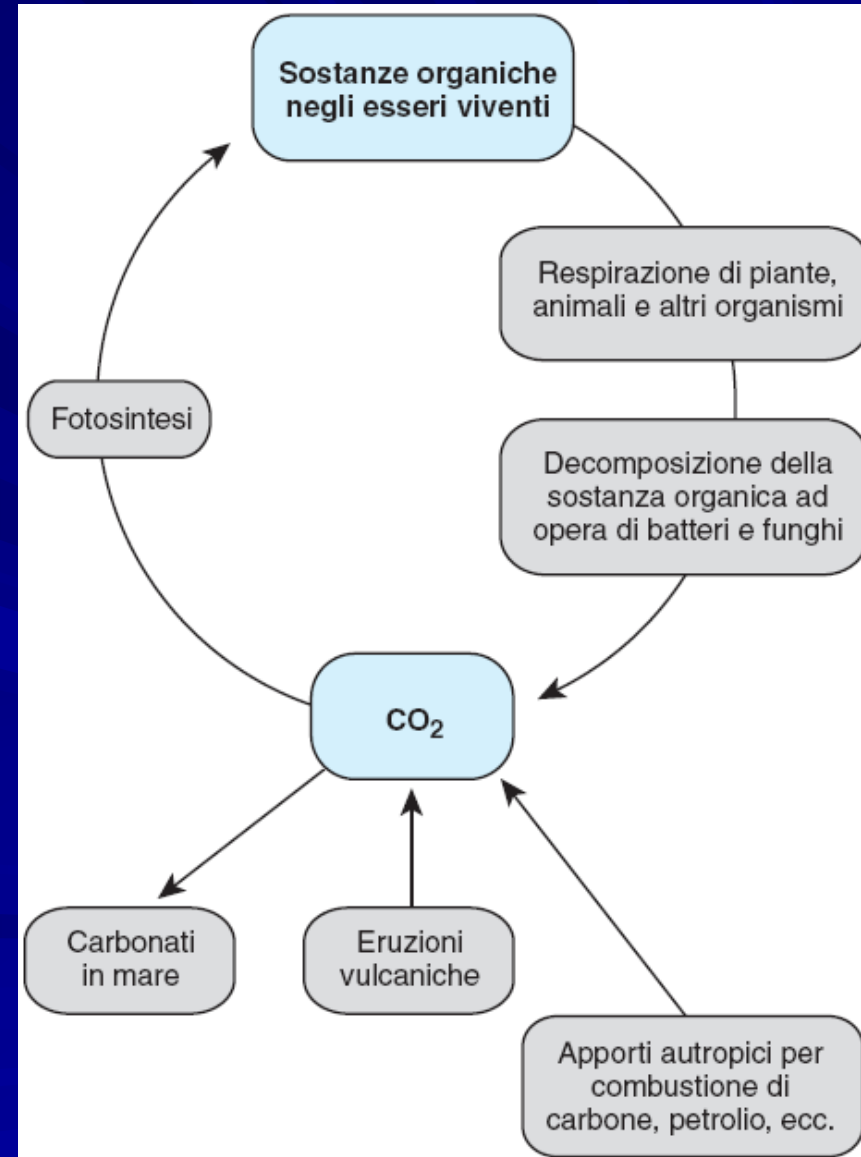 Sostanze organiche
negli esseri viventi
Respirazione di piante,
animali e altri organismi
Fotosintesi
Decomposizione della
sostanza organica ad
opera di batteri e funghi
CO₂
Carbonati
in mare
Eruzioni
vulcaniche
Apporti autropici per
combustione di
carbone, petrolio, ecc.